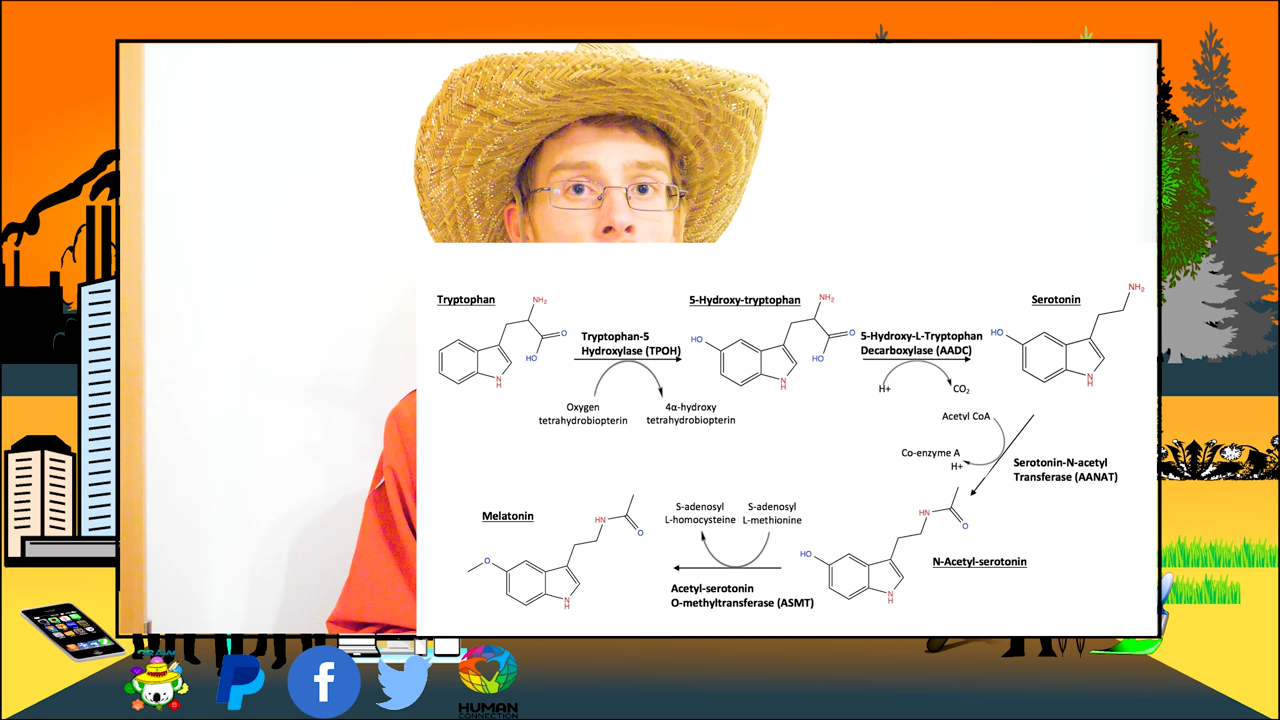 Tryptophan
NH₂
O
HO
N
H
Tryptophan-5
Hydroxylase (TPOH)
Oxygen
tetrahydrobiopterin
4α-hydroxy
tetrahydrobiopterin
5-Hydroxy-tryptophan
NH₂
HO
O
HO
N
H
5-Hydroxy-L-Tryptophan
Decarboxylase (AADC)
H+
CO₂
Serotonin
NH₂
HO
N
H
Acetyl CoA
Co-enzyme A
H+
Serotonin-N-acetyl
Transferase (AANAT)
HN
O
HO
N
H
N-Acetyl-serotonin
S-adenosyl
L-homocysteine
S-adenosyl
L-methionine
Acetyl-serotonin
O-methyltransferase (ASMT)
Melatonin
HN
O
O
N
H
HUMAN
CONNECTION